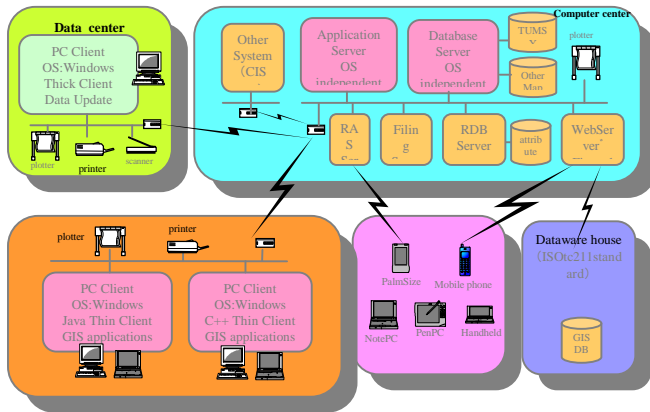 Data center
PC Client
OS:Windows
Thick Client
Data Update
plotter
printer
scanner
Computer center
Other
System
(CIS
Application
Server
OS
independent
Database
Server
OS
independent
TUMS
Y
Other
Map
plotter
RA
S
Filin
g
RDB
Server
attrib
ute
WebServ
er
plotter
printer
PC Client
OS:Windows
Java Thin Client
GIS applications
PC Client
OS:Windows
C++ Thin Client
GIS applications
PalmSize
Mobile phone
NotePC
PenPC
Handheld
Dataware house
(ISOtc211stand
ard)
GIS
DB